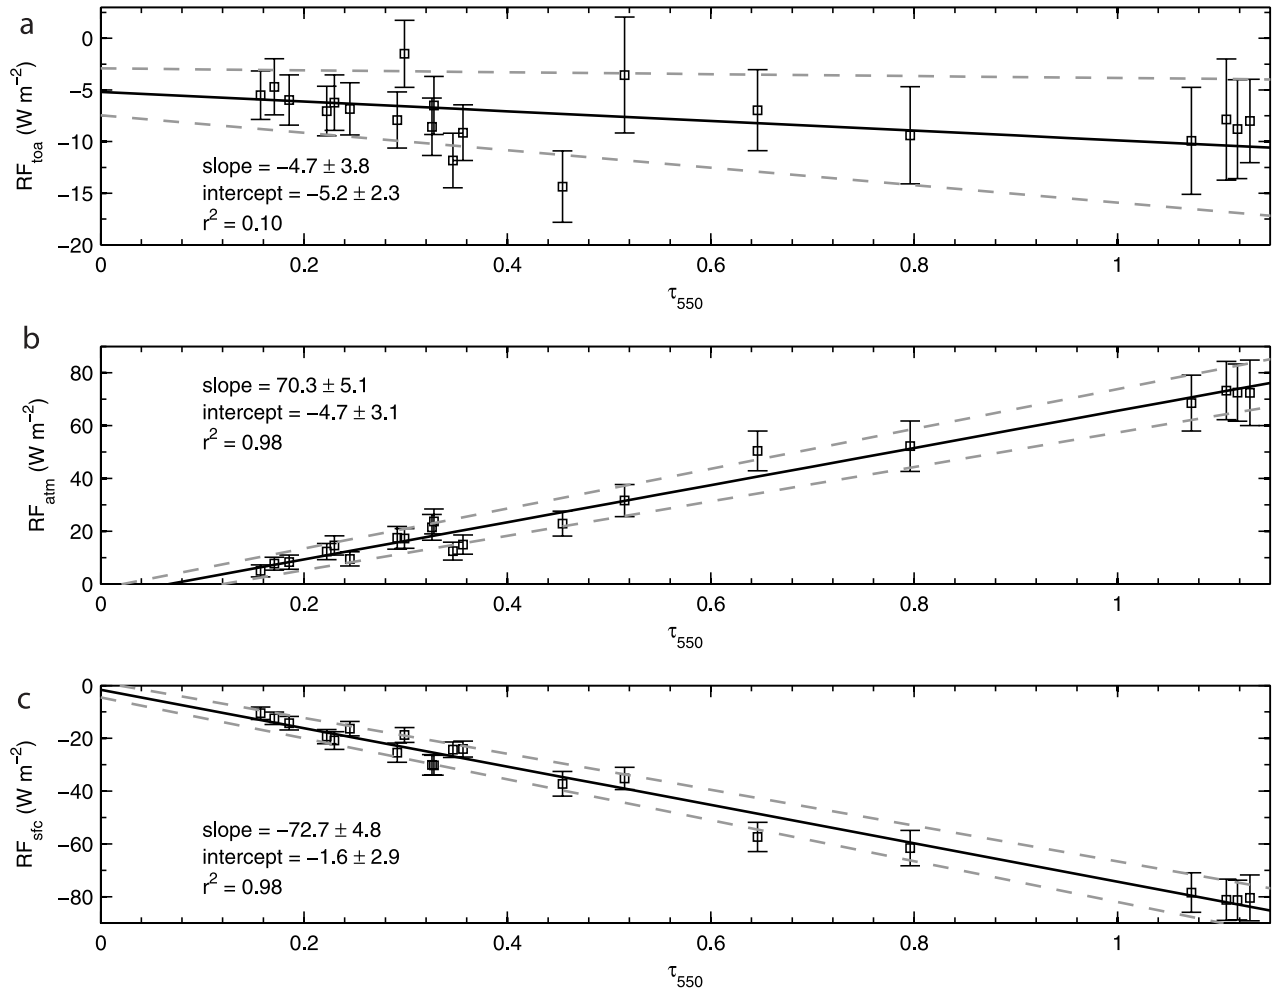 a
0
−5
−10
−15
−20
RF_toa (W m⁻²)
slope = −4.7 ± 3.8
intercept = −5.2 ± 2.3
r² = 0.10
0 0.2 0.4 0.6 0.8 1
τ₅₅₀
b
80
60
40
20
0
RF_atm (W m⁻²)
slope = 70.3 ± 5.1
intercept = −4.7 ± 3.1
r² = 0.98
0 0.2 0.4 0.6 0.8 1
τ₅₅₀
c
0
−20
−40
−60
−80
RF_sfc (W m⁻²)
slope = −72.7 ± 4.8
intercept = −1.6 ± 2.9
r² = 0.98
0 0.2 0.4 0.6 0.8 1
τ₅₅₀